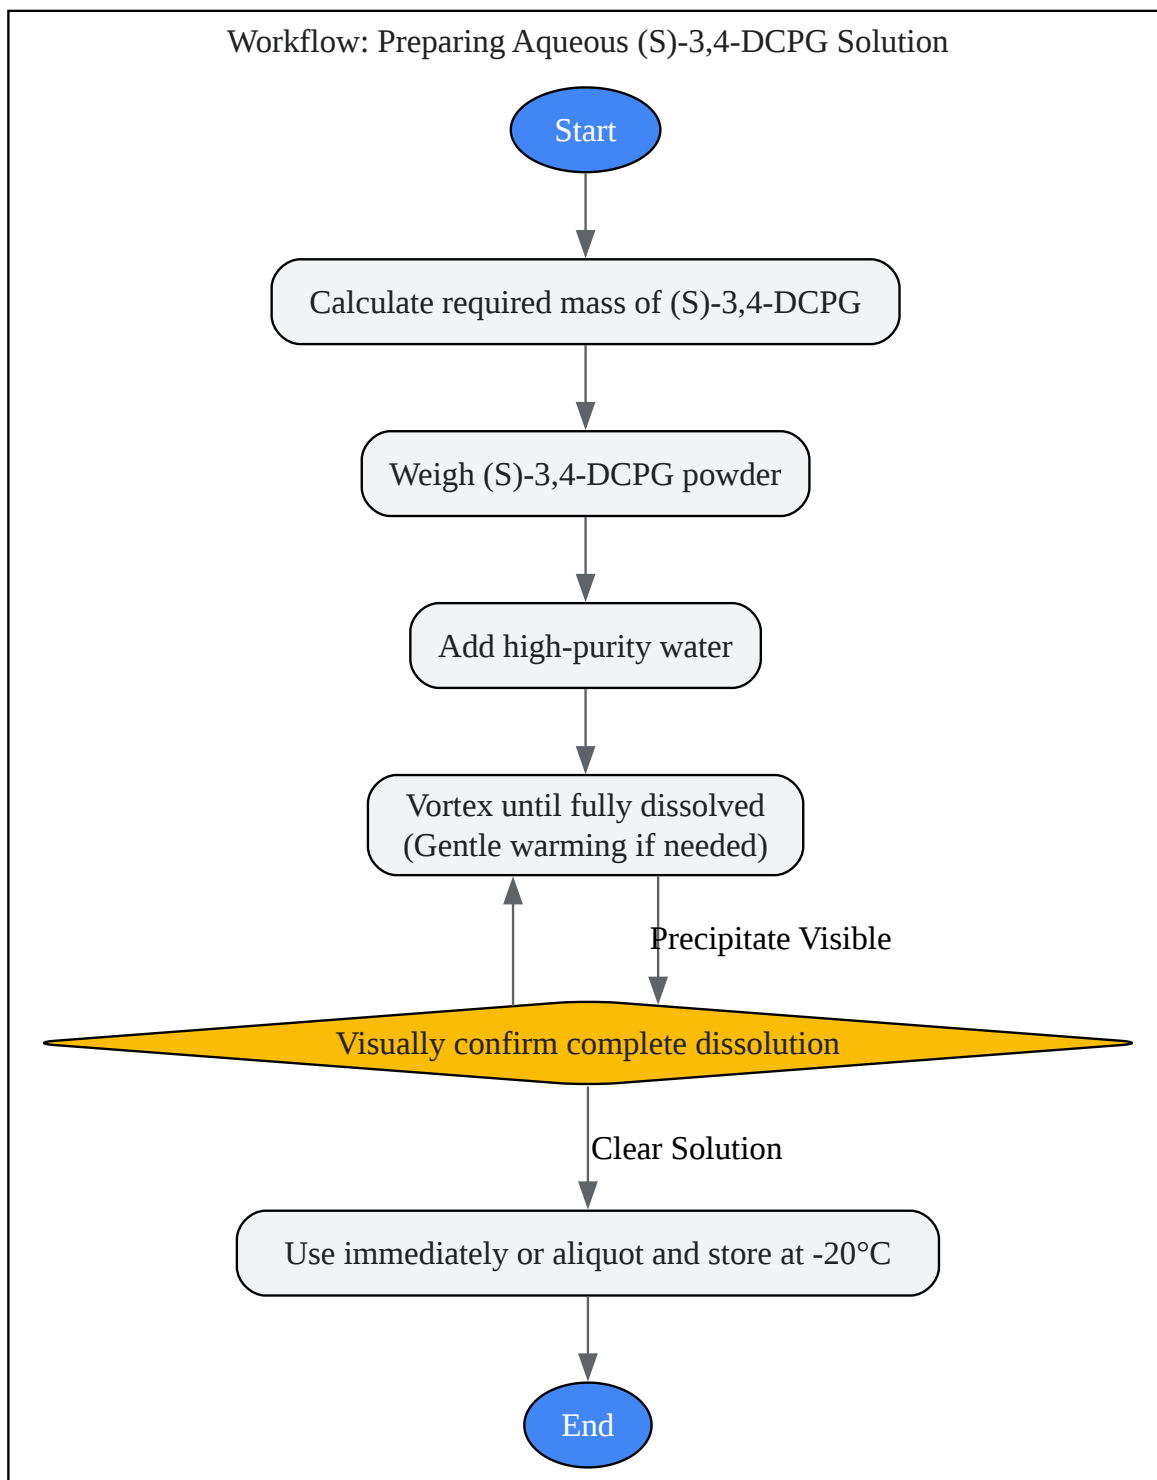 Workflow: Preparing Aqueous (S)-3,4-DCPG Solution
Start
Calculate required mass of (S)-3,4-DCPG
Weigh (S)-3,4-DCPG powder
Add high-purity water
Vortex until fully dissolved
(Gentle warming if needed)
Precipitate Visible
Visually confirm complete dissolution
Clear Solution
Use immediately or aliquot and store at -20°C
End